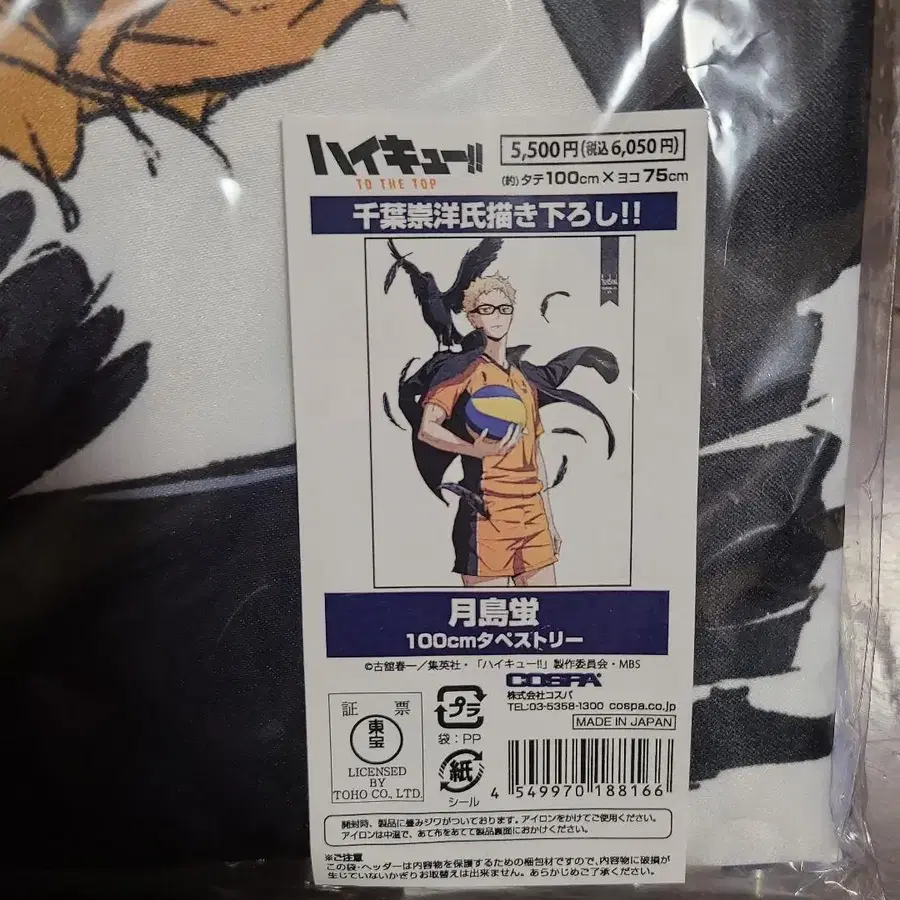 ハイキュー!!
TO THE TOP
5,500円(税込6,050円)
(約)タテ100cm×ヨコ75cm
千葉崇洋氏描き下ろし!!
月島蛍
100cmタペストリー
©古舘春一/集英社・「ハイキュー!!」製作委員会・MBS
COSPA
株式会社コスパ
TEL:03-5358-1300 cospa.co.jp
MADE IN JAPAN
証 票
東宝
LICENSED
BY
TOHO CO., LTD.
プラ
袋:PP
紙
シール
4 549970 188166
開封時、製品に畳みジワがついております。アイロンをかけてご使用ください。
アイロンは中温で、あて布をあてて製品裏面におかけください。
※ご注意
この袋・ヘッダーは内容物を保護するための梱包材ですので、内容物に破損が
生じていないかぎりお取替えは出来ません。あらかじめご了承ください。